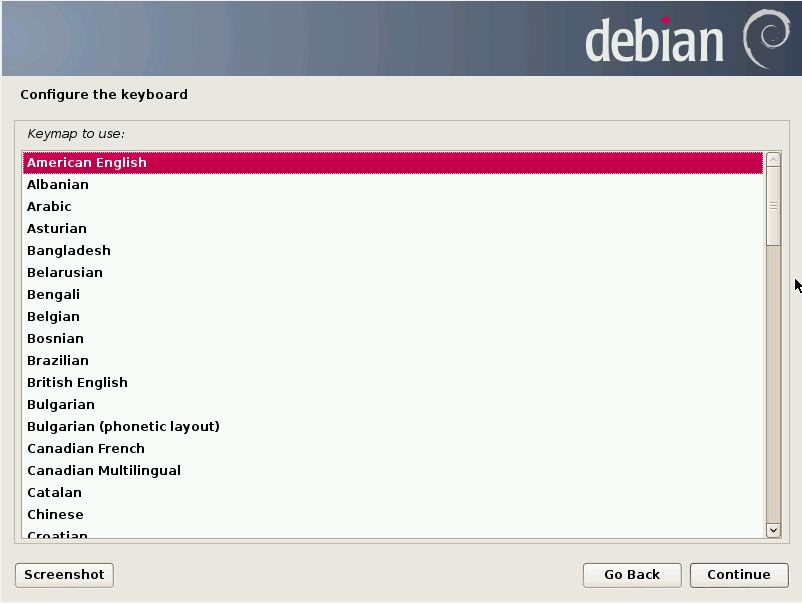 debian
Configure the keyboard
Keymap to use:
American English
Albanian
Arabic
Asturian
Bangladesh
Belarusian
Bengali
Belgian
Bosnian
Brazilian
British English
Bulgarian
Bulgarian (phonetic layout)
Canadian French
Canadian Multilingual
Catalan
Chinese
Croatian
Screenshot
Go Back
Continue